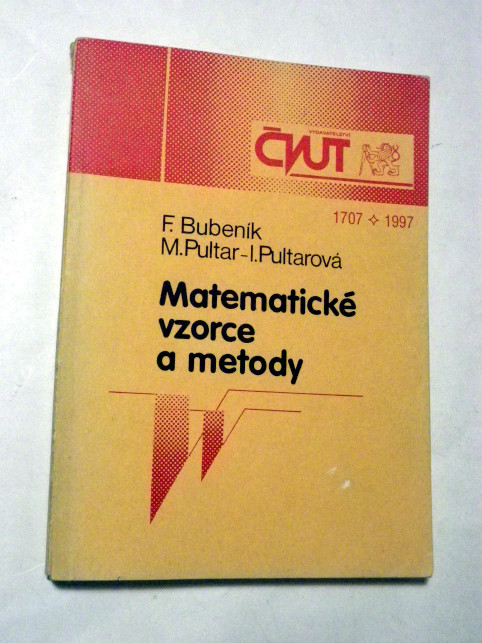 VYDAVATELSTVÍ
ČVUT
1707 ✧ 1997
F. Bubeník
M.Pultar-I.Pultarová
Matematické
vzorce
a metody